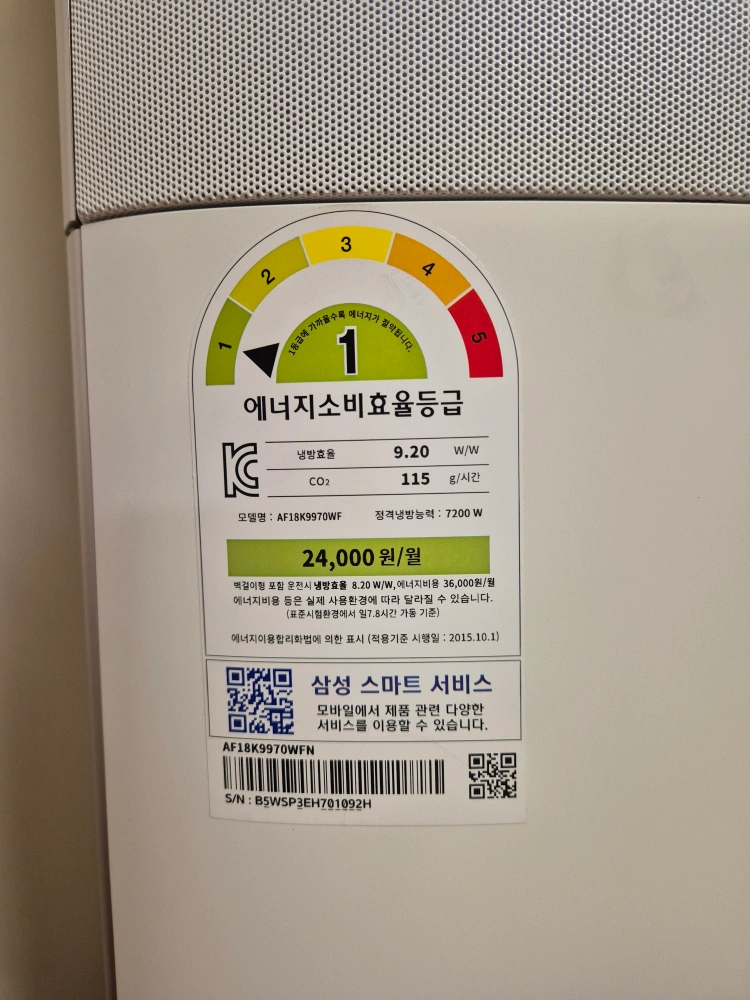 1 2 3 4 5
1등급에 가까울수록 에너지가 절약됩니다.
1
에너지소비효율등급
냉방효율 9.20 W/W
CO₂ 115 g/시간
모델명 : AF18K9970WF 정격냉방능력 : 7200 W
24,000원/월
벽걸이형 포함 운전시 냉방효율 8.20 W/W, 에너지비용 36,000원/월
에너지비용 등은 실제 사용환경에 따라 달라질 수 있습니다.
(표준시험환경에서 일7.8시간 가동 기준)
에너지이용합리화법에 의한 표시 (적용기준 시행일 : 2015.10.1)
삼성 스마트 서비스
모바일에서 제품 관련 다양한
서비스를 이용할 수 있습니다.
AF18K9970WFN
S/N : B5WSP3EH701092H